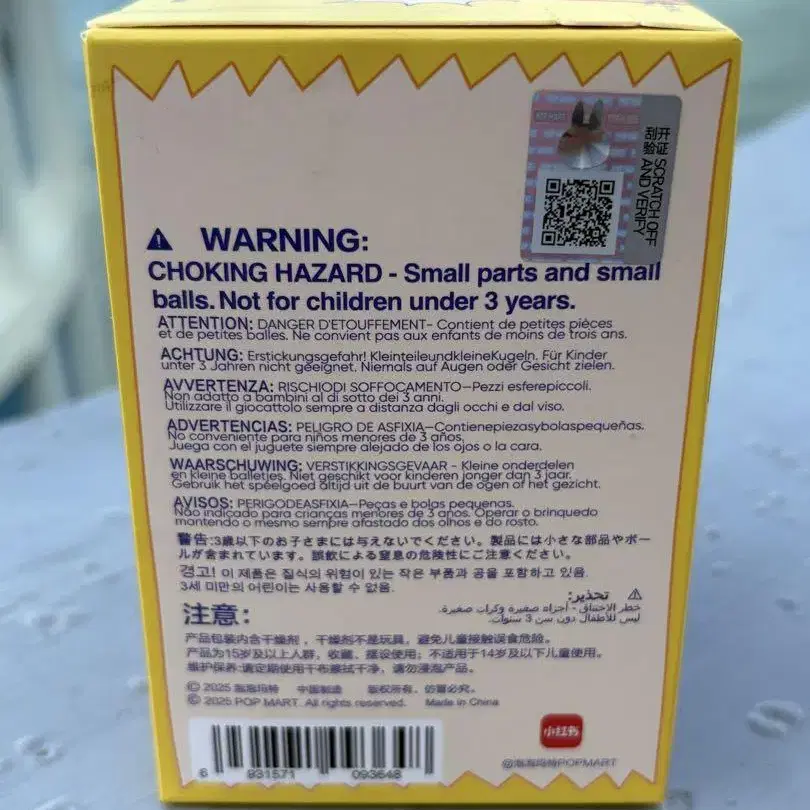 刮开验证 SCRATCH OFF AND VERIFY
WARNING:
CHOKING HAZARD - Small parts and small
balls. Not for children under 3 years.
ATTENTION: DANGER D'ETOUFFEMENT- Contient de petites pièces
et de petites balles. Ne convient pas aux enfants de moins de trois ans.
ACHTUNG: Erstickungsgefahr! KleinteileundkleineKugeln. Für Kinder
unter 3 Jahren nicht geeignet. Niemals auf Augen oder Gesicht zielen.
AVVERTENZA: RISCHIODI SOFFOCAMENTO—Pezzi esferepiccoli.
Non adatto a bambini al di sotto dei 3 anni.
Utilizzare il giocattolo sempre a distanza dagli occhi e dal viso.
ADVERTENCIAS: PELIGRO DE ASFIXIA—Contienepiezasybolaspequeñas.
No conveniente para niños menores de 3 años.
Juega con el juguete siempre alejado de los ojos o la cara.
WAARSCHUWING: VERSTIKKINGSGEVAAR - Kleine onderdelen
en kleine balletjes. Niet geschikt voor kinderen jonger dan 3 jaar.
Gebruik het speelgoed altijd uit de buurt van de ogen of het gezicht.
AVISOS: PERIGODEASFIXIA—Peças e bolas pequenas.
Não indicado para crianças menores de 3 años. Operar o brinquedo
mantendo o mesmo sempre afastado dos olhos e do rosto.
警告:3歳以下のお子さまには与えないでください。製品には小さな部品やボー
ルが含まれています。誤飲による窒息の危険性にご注意ください。
경고! 이 제품은 질식의 위험이 있는 작은 부품과 공을 포함하고 있음.
3세 미만의 어린이는 사용할 수 없음.
تحذير:
خطر الاختناق - أجزاء صغيرة وكرات صغيرة.
ليس للأطفال دون سن 3 سنوات.
注意:
产品包装内含干燥剂，干燥剂不是玩具，避免儿童接触误食危险。
产品为15岁及以上人群，收藏、摆设使用；不适用于14岁及以下儿童使用。
维护保养:请定期使用干布擦拭干净，请勿浸泡产品。
© 2025 泡泡玛特 中国制造 版权所有，仿冒必究。
© 2025 POP MART. All rights reserved. Made in China
小红书
@泡泡玛特POPMART
6 931571 093648